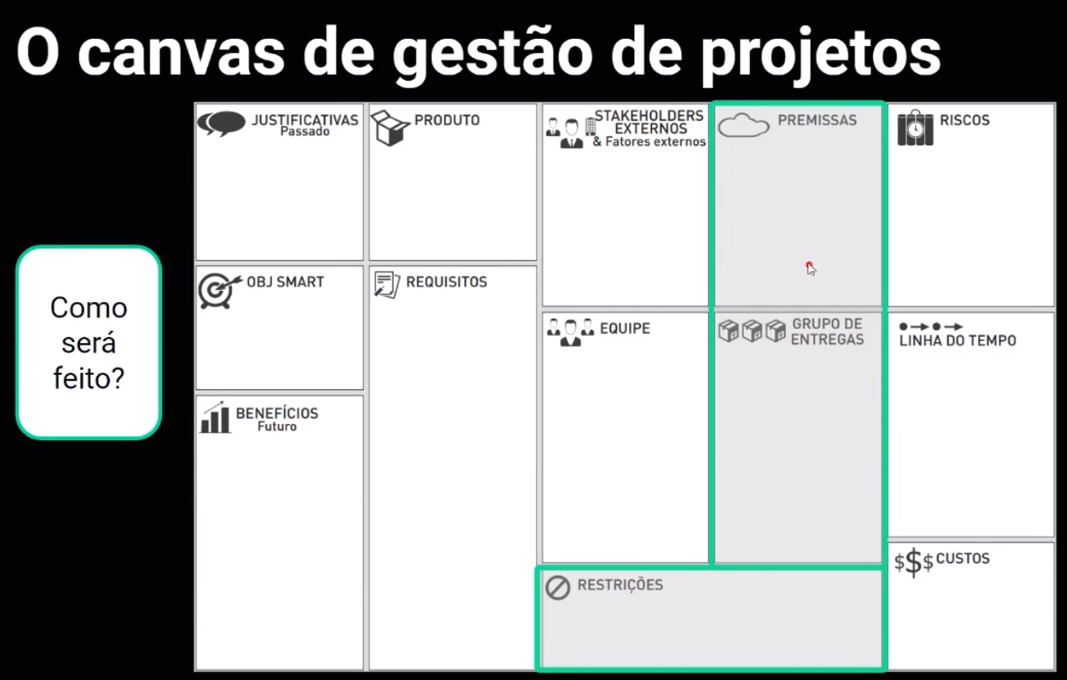 O canvas de gestão de projetos
Como
será
feito?
JUSTIFICATIVAS
Passado
PRODUTO
STAKEHOLDERS
EXTERNOS
& Fatores externos
PREMISSAS
RISCOS
OBJ SMART
REQUISITOS
EQUIPE
GRUPO DE
ENTREGAS
LINHA DO TEMPO
BENEFÍCIOS
Futuro
RESTRIÇÕES
$$$ CUSTOS